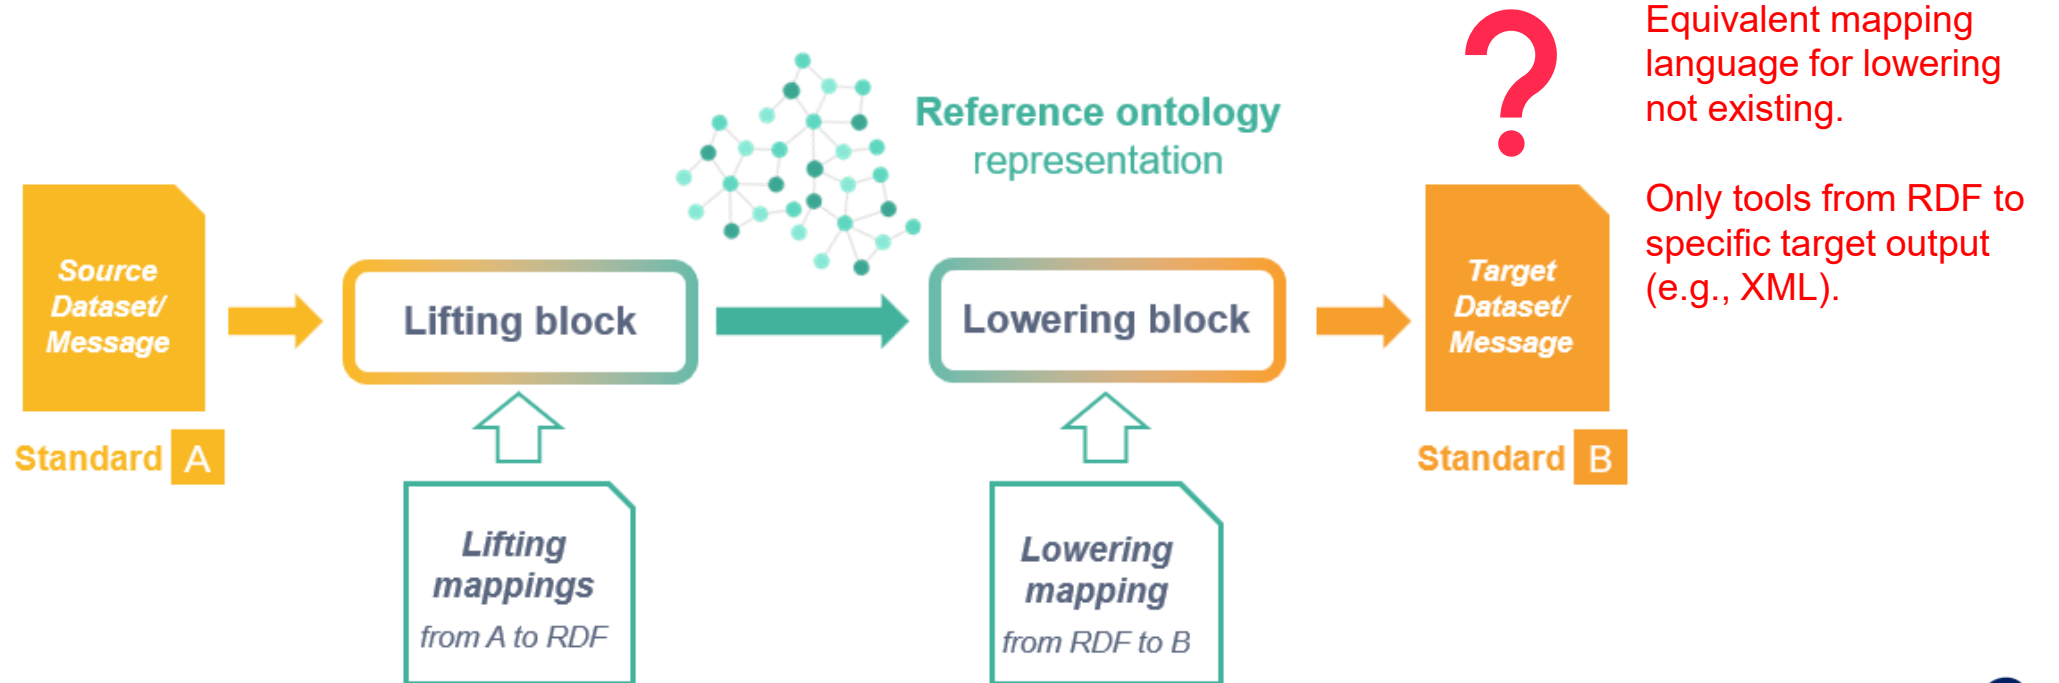 Equivalent mapping
language for lowering
not existing.
Only tools from RDF to
specific target output
(e.g., XML).
Reference ontology
representation
Source
Dataset/
Message
Standard A
Lifting block
Lifting
mappings
from A to RDF
Lowering block
Lowering
mapping
from RDF to B
?
Target
Dataset/
Message
Standard B